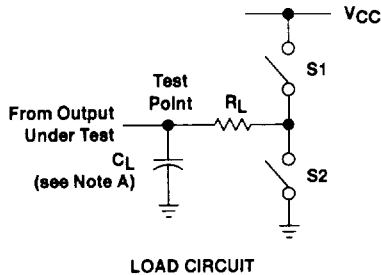 VCC
S1
Test
Point
RL
From Output
Under Test
CL
(see Note A)
S2
LOAD CIRCUIT